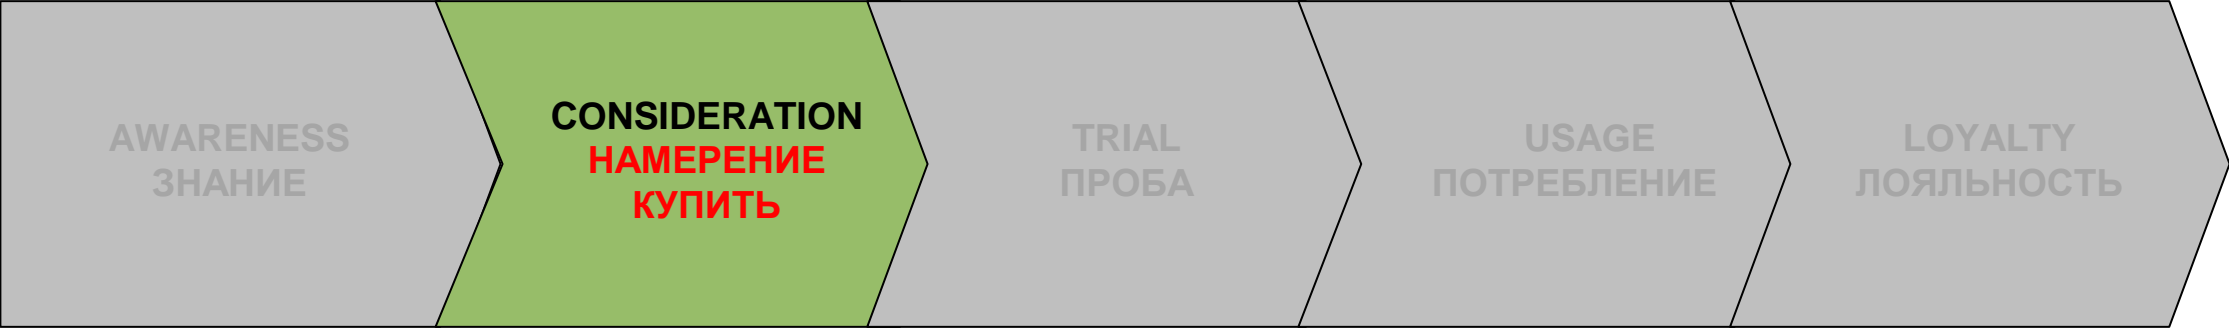 AWARENESS
ЗНАНИЕ
CONSIDERATION
НАМЕРЕНИЕ
КУПИТЬ
TRIAL
ПРОБА
USAGE
ПОТРЕБЛЕНИЕ
LOYALTY
ЛОЯЛЬНОСТЬ